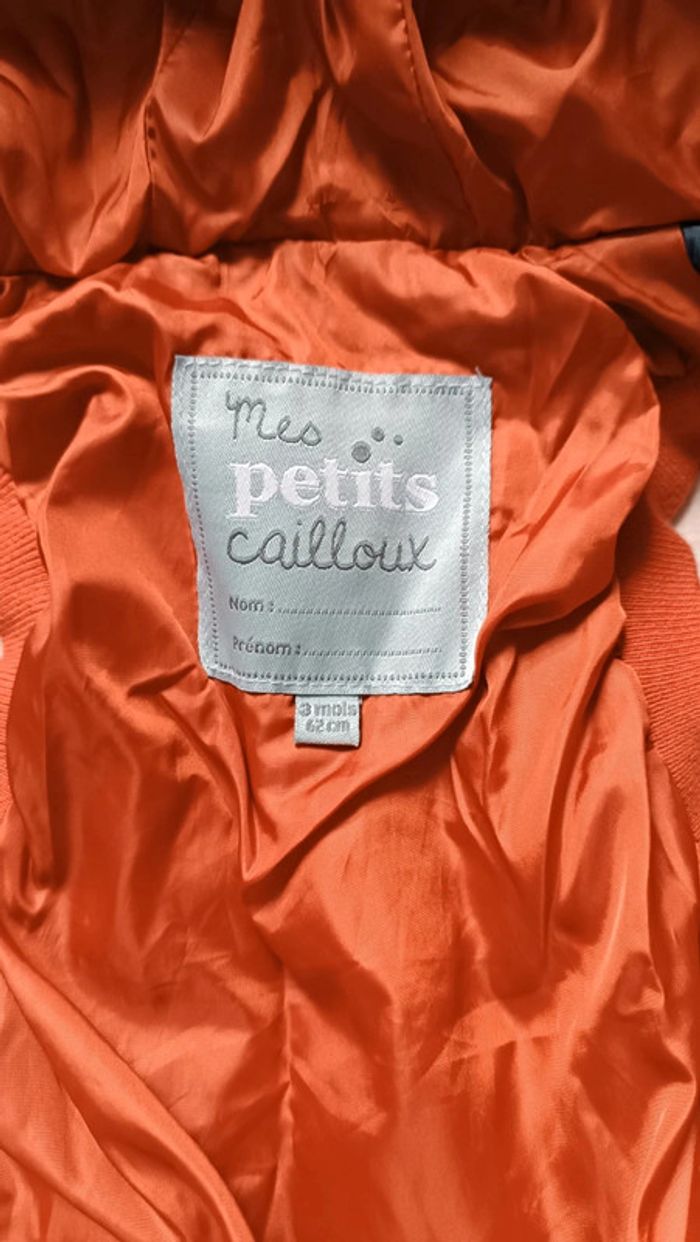 Mes
petits
cailloux
Nom :
Prénom :
3 mois
62 cm